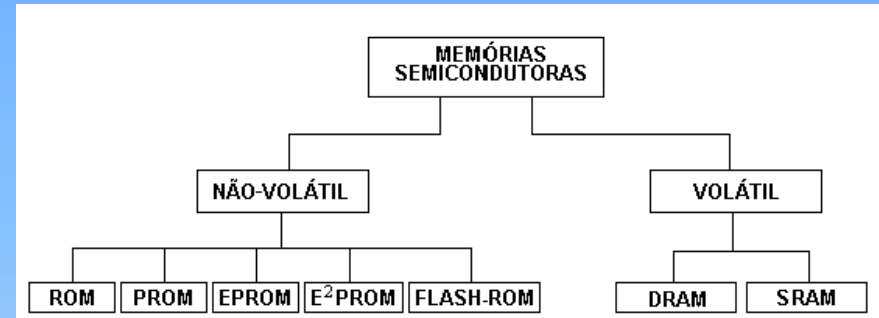 MEMÓRIAS
SEMICONDUTORAS
NÃO-VOLÁTIL
VOLÁTIL
ROM
PROM
EPROM
E²PROM
FLASH-ROM
DRAM
SRAM